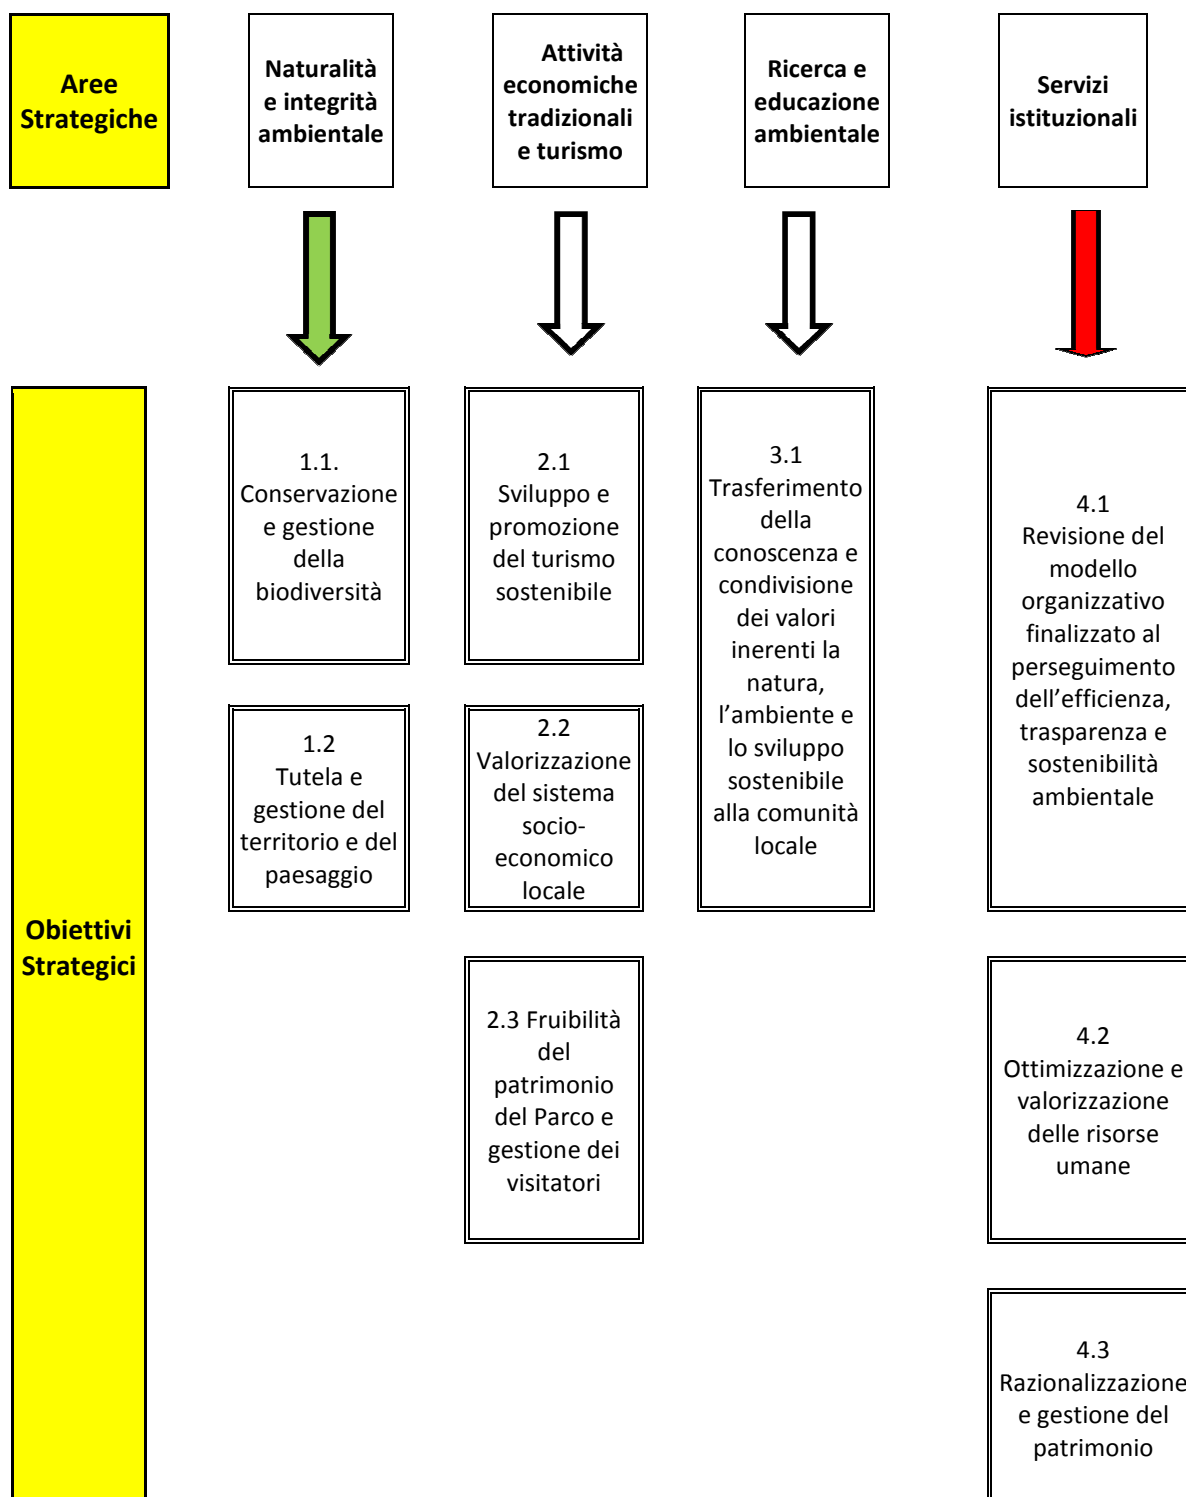 Aree
Strategiche
Naturalità
e integrità
ambientale
Attività
economiche
tradizionali
e turismo
Ricerca e
educazione
ambientale
Servizi
istituzionali
Obiettivi
Strategici
1.1.
Conservazione
e gestione
della
biodiversità
1.2
Tutela e
gestione del
territorio e del
paesaggio
2.1
Sviluppo e
promozione
del turismo
sostenibile
2.2
Valorizzazione
del sistema
socio-
economico
locale
2.3 Fruibilità
del
patrimonio
del Parco e
gestione dei
visitatori
3.1
Trasferimento
della
conoscenza e
condivisione
dei valori
inerenti la
natura,
l’ambiente e
lo sviluppo
sostenibile
alla comunità
locale
4.1
Revisione del
modello
organizzativo
finalizzato al
perseguimento
dell’efficienza,
trasparenza e
sostenibilità
ambientale
4.2
Ottimizzazione e
valorizzazione
delle risorse
umane
4.3
Razionalizzazione
e gestione del
patrimonio